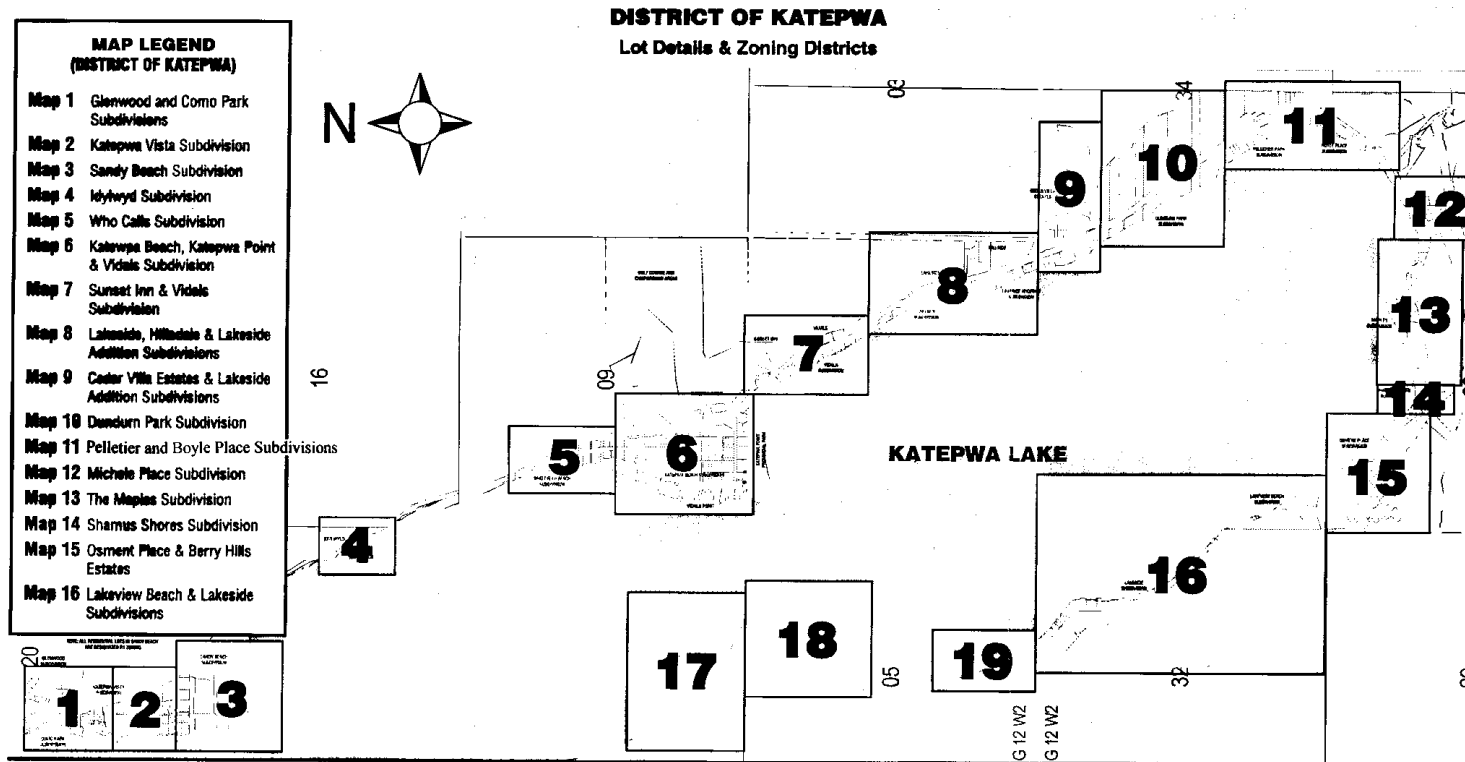 DISTRICT OF KATEPWA
Lot Details & Zoning Districts
MAP LEGEND
(DISTRICT OF KATEPWA)
Map 1 Glenwood and Como Park
Subdivisions
Map 2 Katepwa Vista Subdivision
Map 3 Sandy Beach Subdivision
Map 4 Idylwyd Subdivision
Map 5 Who Calls Subdivision
Map 6 Katewpa Beach, Katepwa Point
& Vidals Subdivision
Map 7 Sunset Inn & Vidals
Subdivision
Map 8 Lakeside, Hillsdale & Lakeside
Addition Subdivisions
Map 9 Cedar Villa Estates & Lakeside
Addition Subdivisions
Map 10 Dundurn Park Subdivision
Map 11 Pelletier and Boyle Place Subdivisions
Map 12 Michele Place Subdivision
Map 13 The Maples Subdivision
Map 14 Shamus Shores Subdivision
Map 15 Osment Place & Berry Hills
Estates
Map 16 Lakeview Beach & Lakeside
Subdivisions
N
03
34
11
10
9
12
8
13
7
16
09
14
6
5
KATEPWA LAKE
15
4
16
18
17
19
05
32
20
1
2
3
G 12 W2
G 12 W2